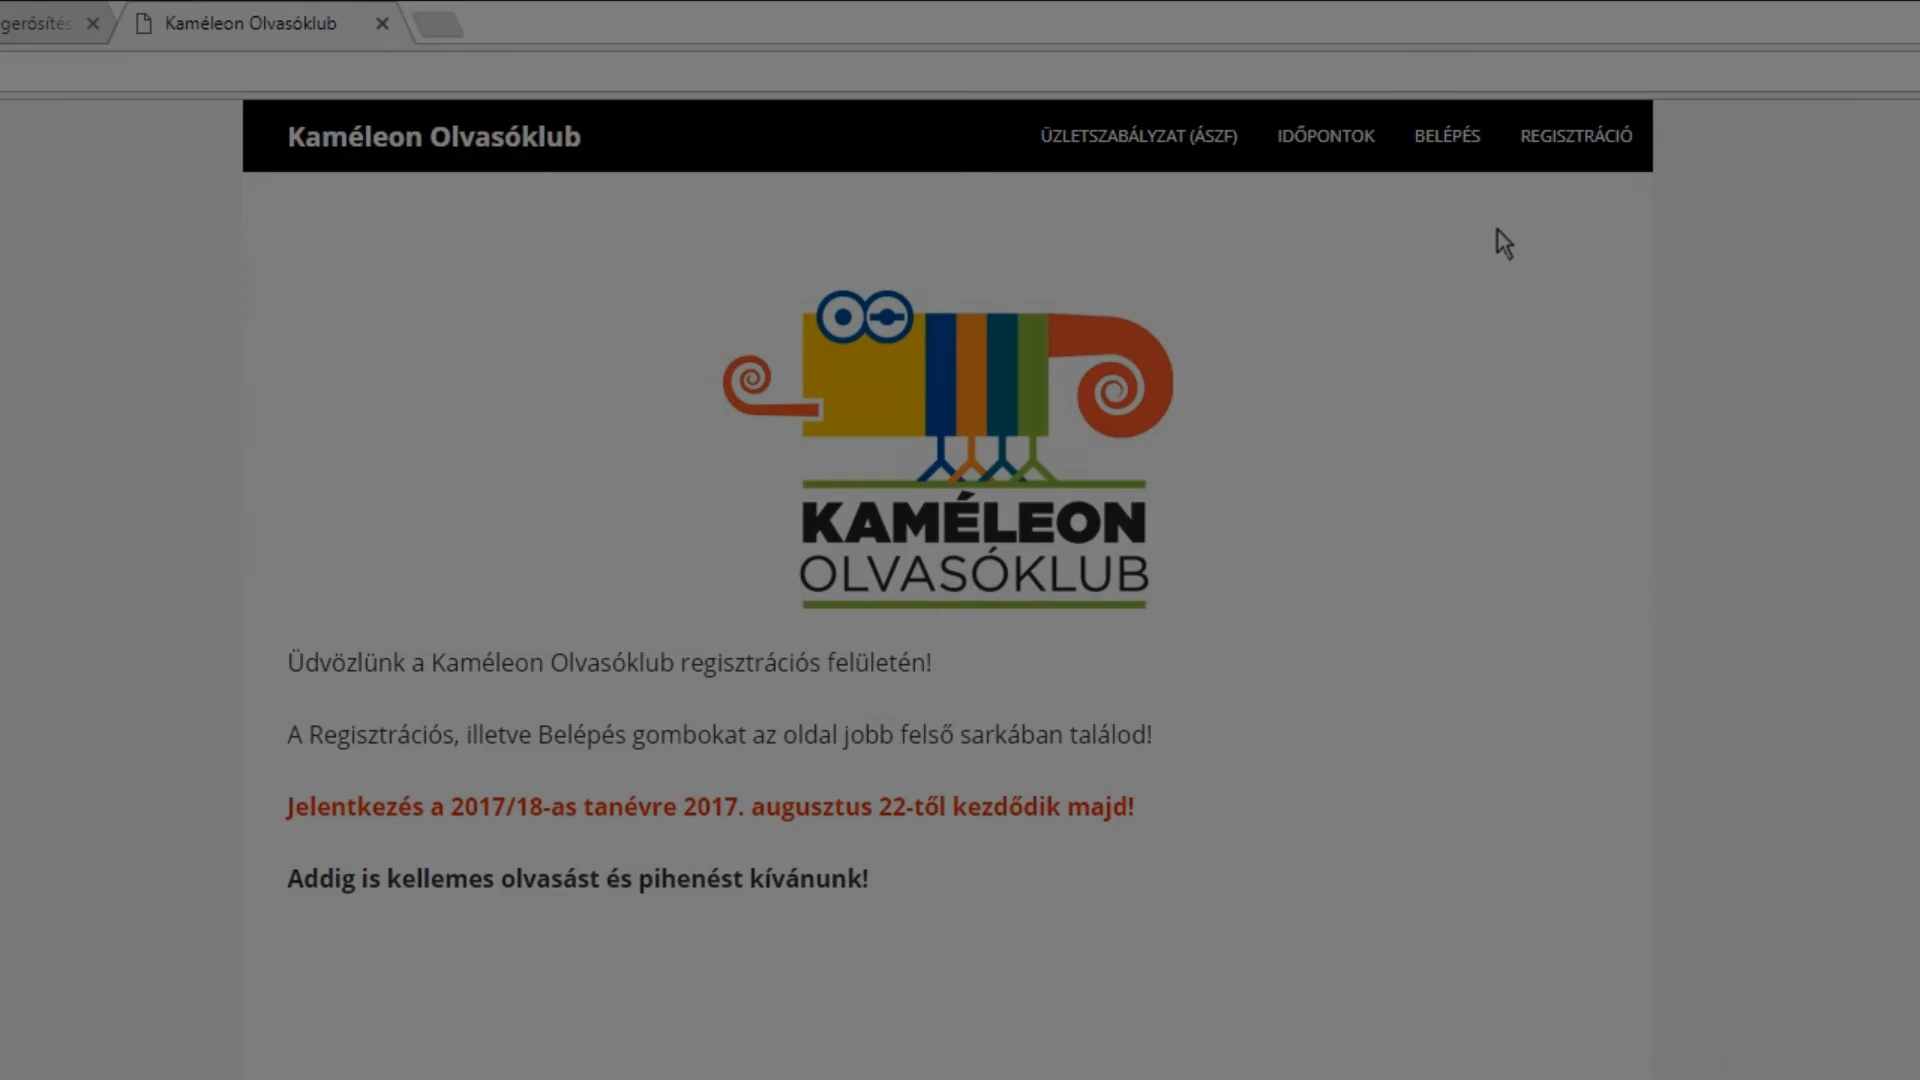 gerősítés
Kaméleon Olvasóklub
Kaméleon Olvasóklub
ÜZLETSZABÁLYZAT (ÁSZF)
IDŐPONTOK
BELÉPÉS
REGISZTRÁCIÓ
KAMÉLEON
OLVASÓKLUB
Üdvözlünk a Kaméleon Olvasóklub regisztrációs felületén!
A Regisztrációs, illetve Belépés gombokat az oldal jobb felső sarkában találod!
Jelentkezés a 2017/18-as tanévre 2017. augusztus 22-től kezdődik majd!
Addig is kellemes olvasást és pihenést kívánunk!